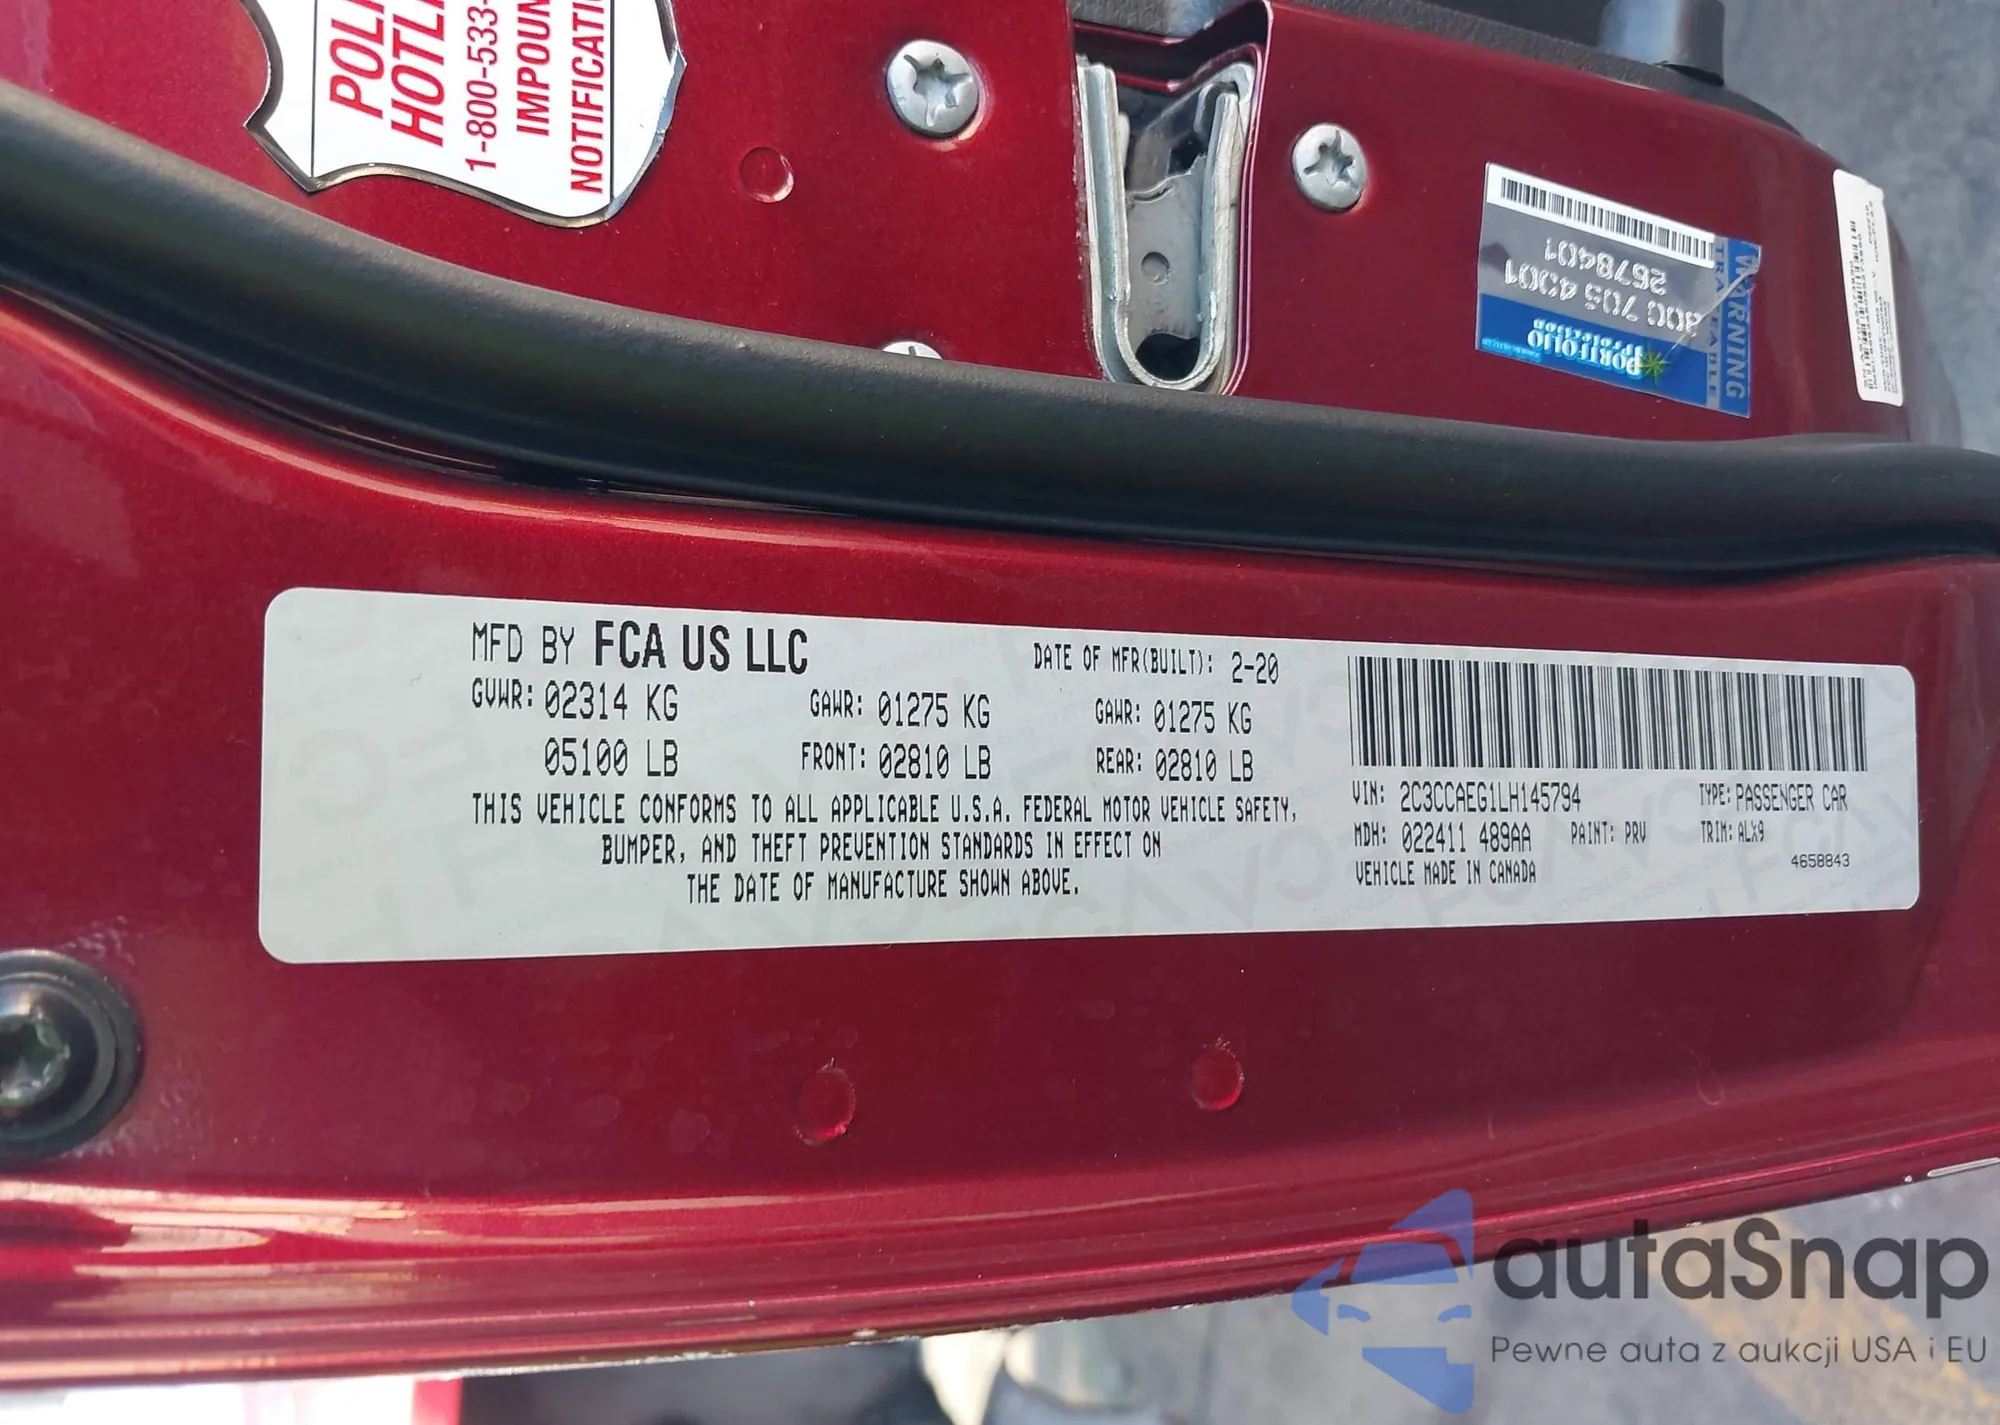 POLI
HOTLI
1-800-533-
IMPOUN
NOTIFICATI
WARNING
2678401
800 705 4001
PORTFOLIO
PROTECTION
MFD BY FCA US LLC
DATE OF MFR(BUILT): 2-20
GVWR: 02314 KG
GAWR: 01275 KG
GAWR: 01275 KG
05100 LB
FRONT: 02810 LB
REAR: 02810 LB
THIS VEHICLE CONFORMS TO ALL APPLICABLE U.S.A. FEDERAL MOTOR VEHICLE SAFETY,
BUMPER, AND THEFT PREVENTION STANDARDS IN EFFECT ON
THE DATE OF MANUFACTURE SHOWN ABOVE.
VIN: 2C3CCAEG1LH145794
TYPE: PASSENGER CAR
MDH: 022411 489AA
PAINT: PRV
TRIM: ALX9
VEHICLE MADE IN CANADA
4658843
autaSnap
Pewne auta z aukcji USA i EU